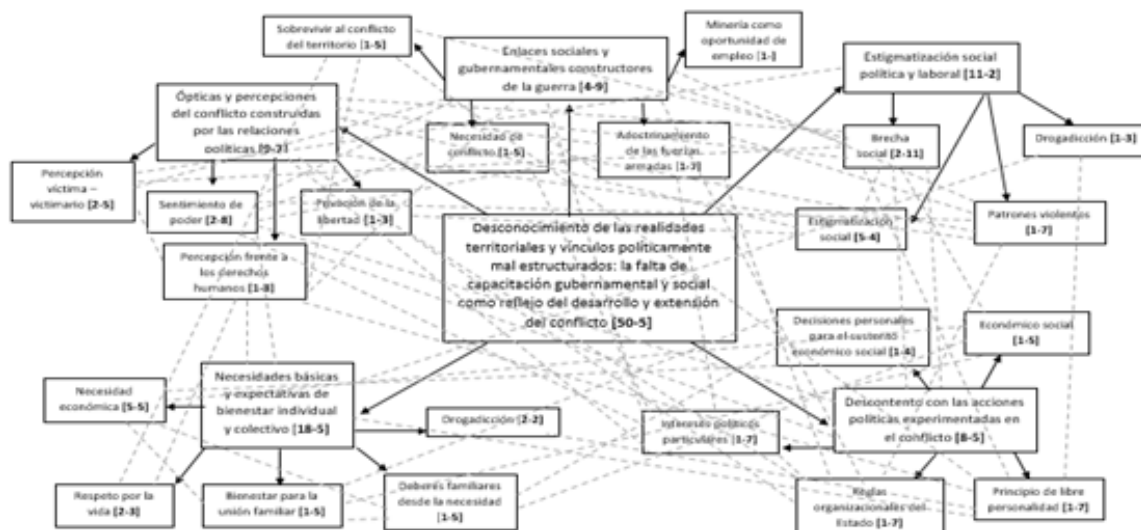 Sobrevivir al conflicto
del territorio [1-5]
Enlaces sociales y
gubernamentales constructores
de la guerra [4-9]
Minería como
oportunidad de
empleo [1-]
Estigmatización social
política y laboral [11-2]
Ópticas y percepciones
del conflicto construidas
por las relaciones
políticas [9-7]
Necesidad de
conflicto [1-5]
Adoctrinamiento
de las fuerzas
armadas [1-7]
Brecha
social [2-11]
Drogadicción [1-3]
Percepción
víctima –
victimario [2-5]
Sentimiento de
poder [2-8]
Privación de la
libertad [1-3]
Estigmatización
social [5-4]
Patrones violentos
[1-7]
Percepción frente a
los derechos
humanos [1-8]
Desconocimiento de las realidades
territoriales y vínculos políticamente
mal estructurados: la falta de
capacitación gubernamental y social
como reflejo del desarrollo y extensión
del conflicto [50-5]
Decisiones personales
para el sustento
económico social [1-4]
Económico social
[1-5]
Necesidad
económica [5-5]
Necesidades básicas
y expectativas de
bienestar individual
y colectivo [18-5]
Drogadicción [2-2]
Intereses políticos
particulares [1-7]
Descontento con las acciones
políticas experimentadas en
el conflicto [8-5]
Respeto por la
vida [2-3]
Bienestar para la
unión familiar [1-5]
Deberes familiares
desde la necesidad
[1-5]
Reglas
organizacionales del
Estado [1-7]
Principio de libre
personalidad [1-7]